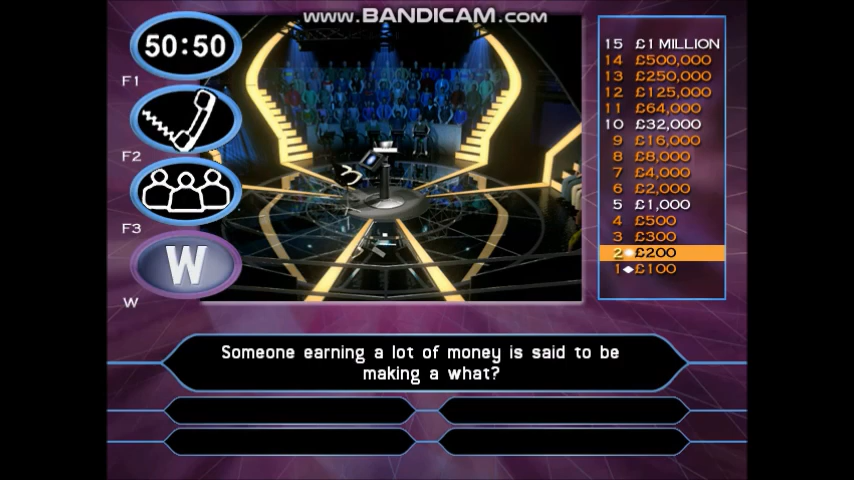 www.BANDICAM.com
50:50
F1
F2
F3
W
W
15 £1 MILLION
14 £500,000
13 £250,000
12 £125,000
11 £64,000
10 £32,000
9 £16,000
8 £8,000
7 £4,000
6 £2,000
5 £1,000
4 £500
3 £300
2 £200
1 £100
Someone earning a lot of money is said to be
making a what?